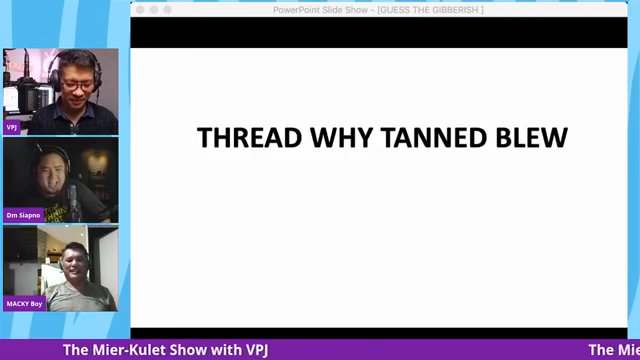 PowerPoint Slide Show - [GUESS THE GIBBERISH ]
THREAD WHY TANNED BLEW
VPJ
Dm Siapno
MACKY Boy
The Mier-Kulet Show with VPJ
The Mie